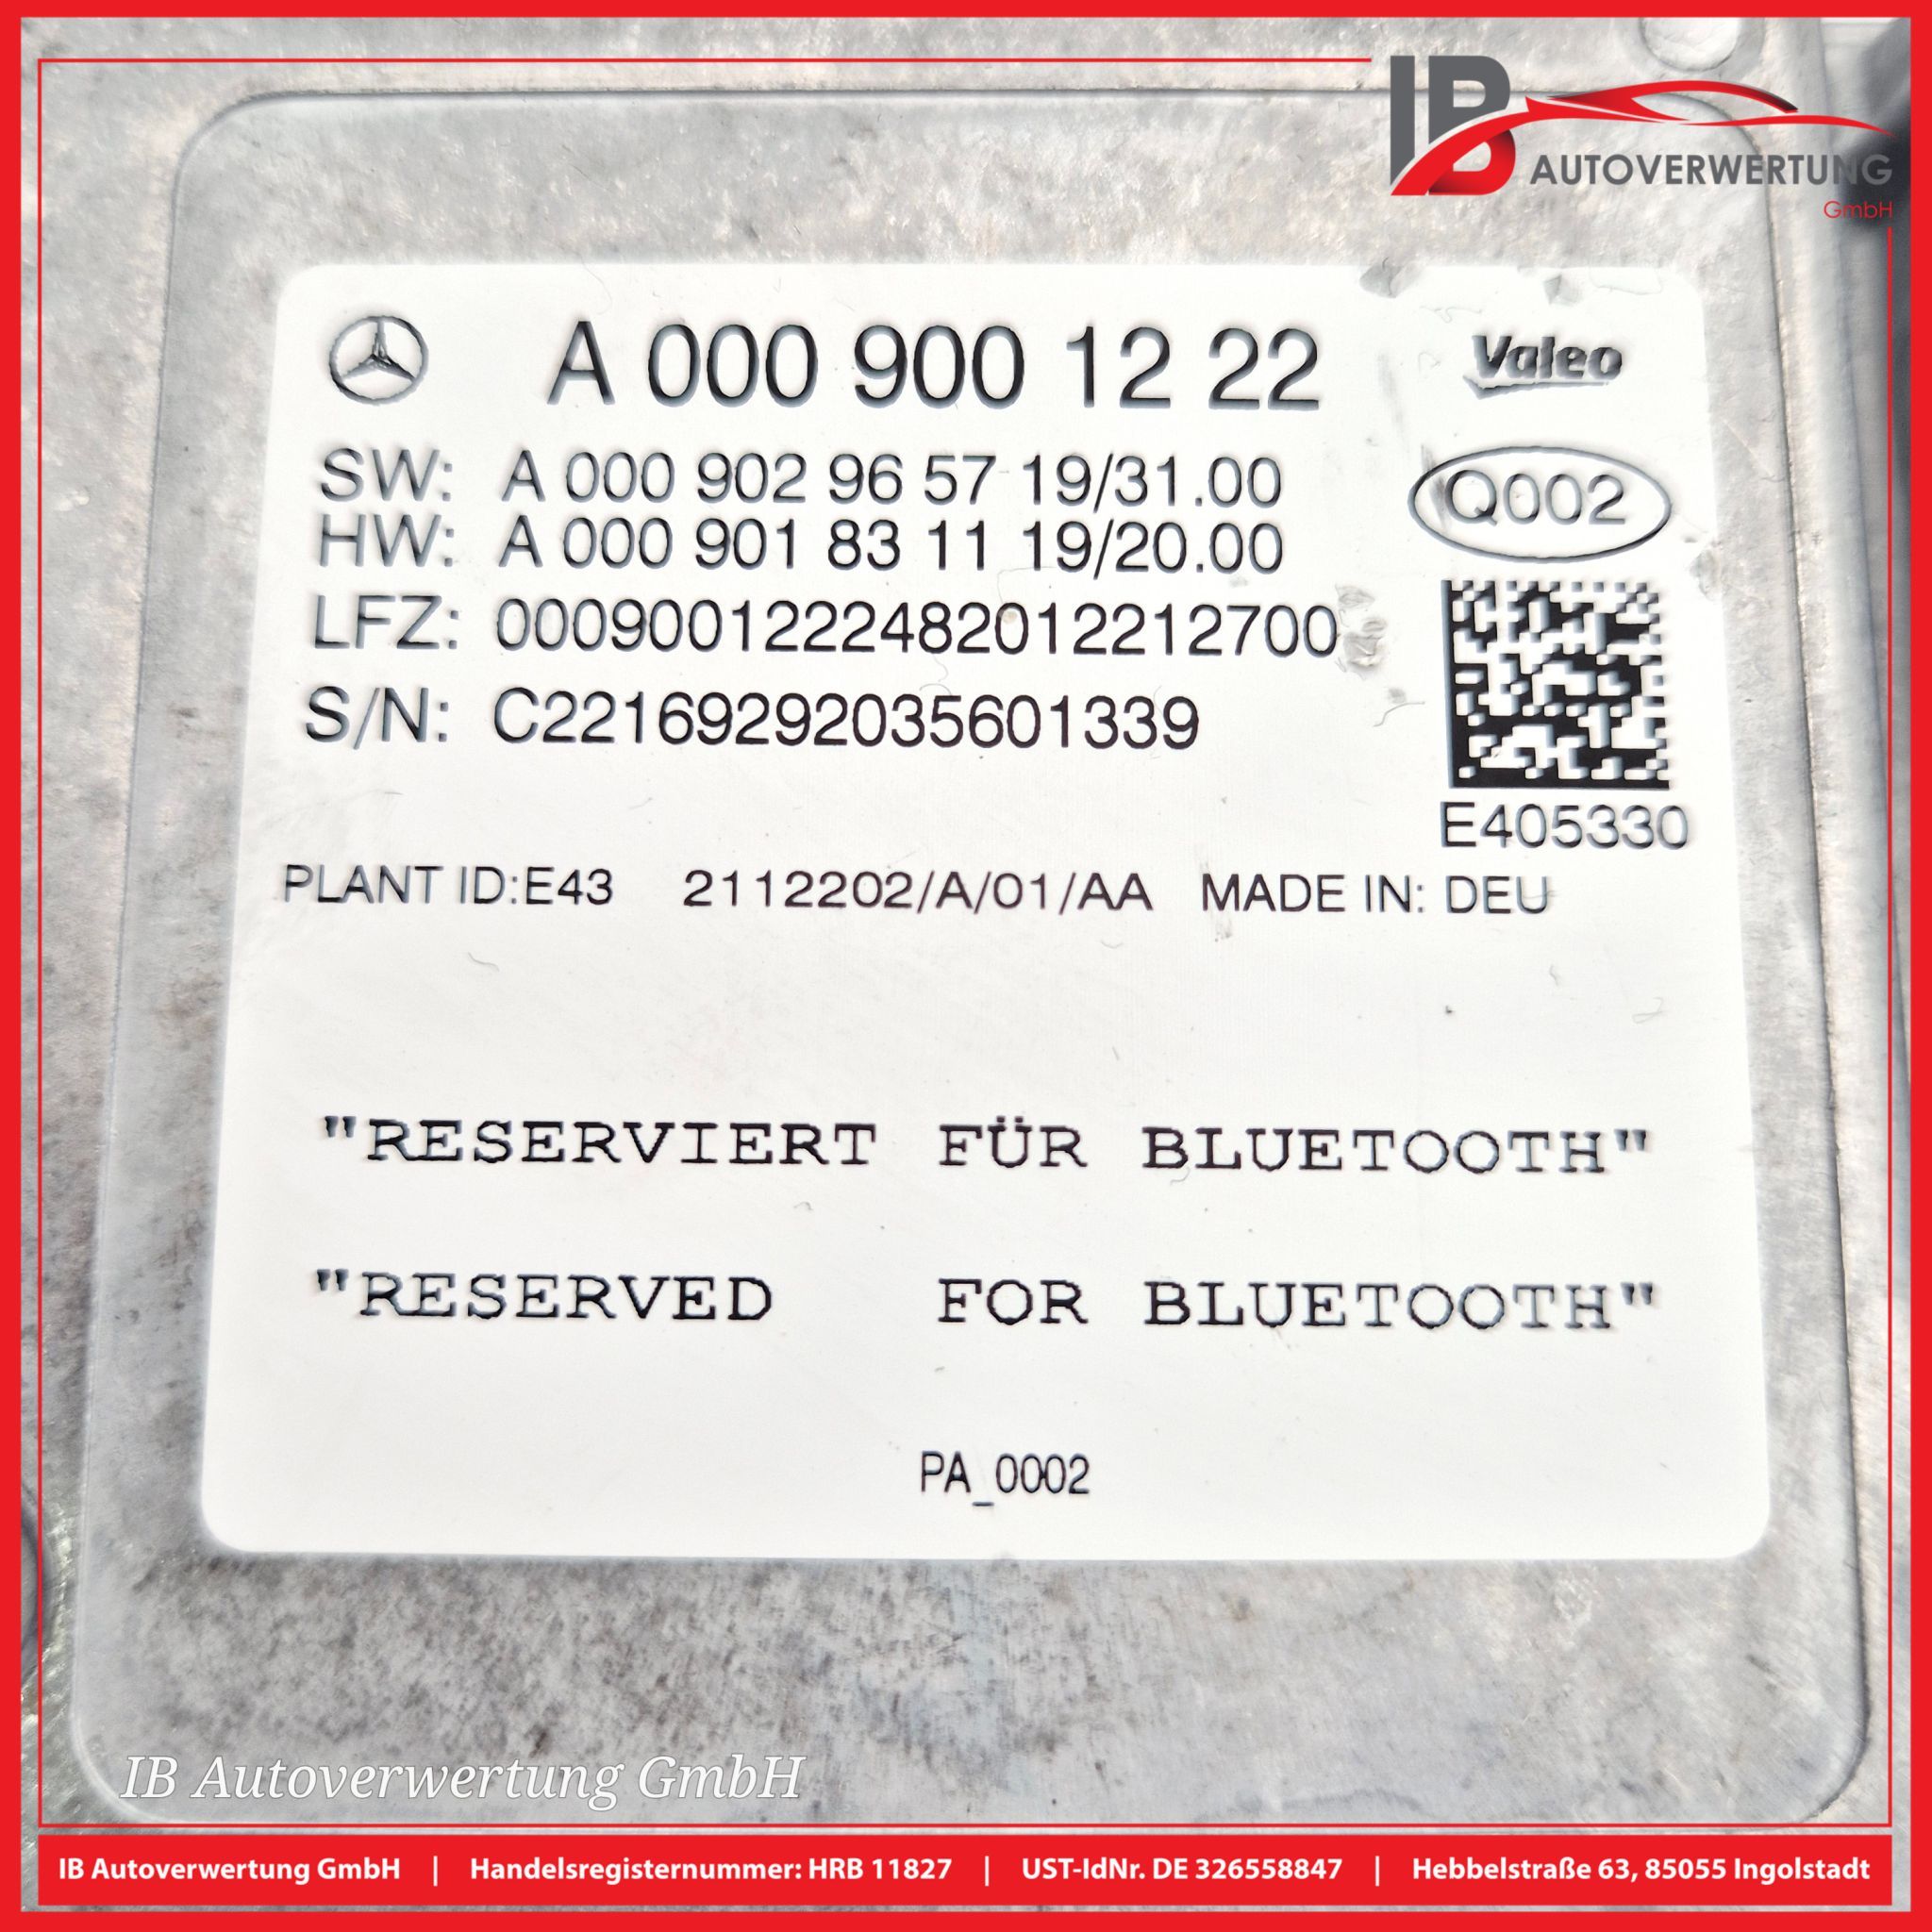 IB
AUTOVERWERTUNG
GmbH
A 000 900 12 22
Valeo
SW: A 000 902 96 57 19/31.00
HW: A 000 901 83 11 19/20.00
Q002
LFZ: 0009001222482012212700
S/N: C22169292035601339
E405330
PLANT ID:E43 2112202/A/01/AA MADE IN: DEU
"RESERVIERT FÜR BLUETOOTH"
"RESERVED FOR BLUETOOTH"
PA_0002
IB Autoverwertung GmbH
IB Autoverwertung GmbH | Handelsregisternummer: HRB 11827 | UST-IdNr. DE 326558847 | Hebbelstraße 63, 85055 Ingolstadt